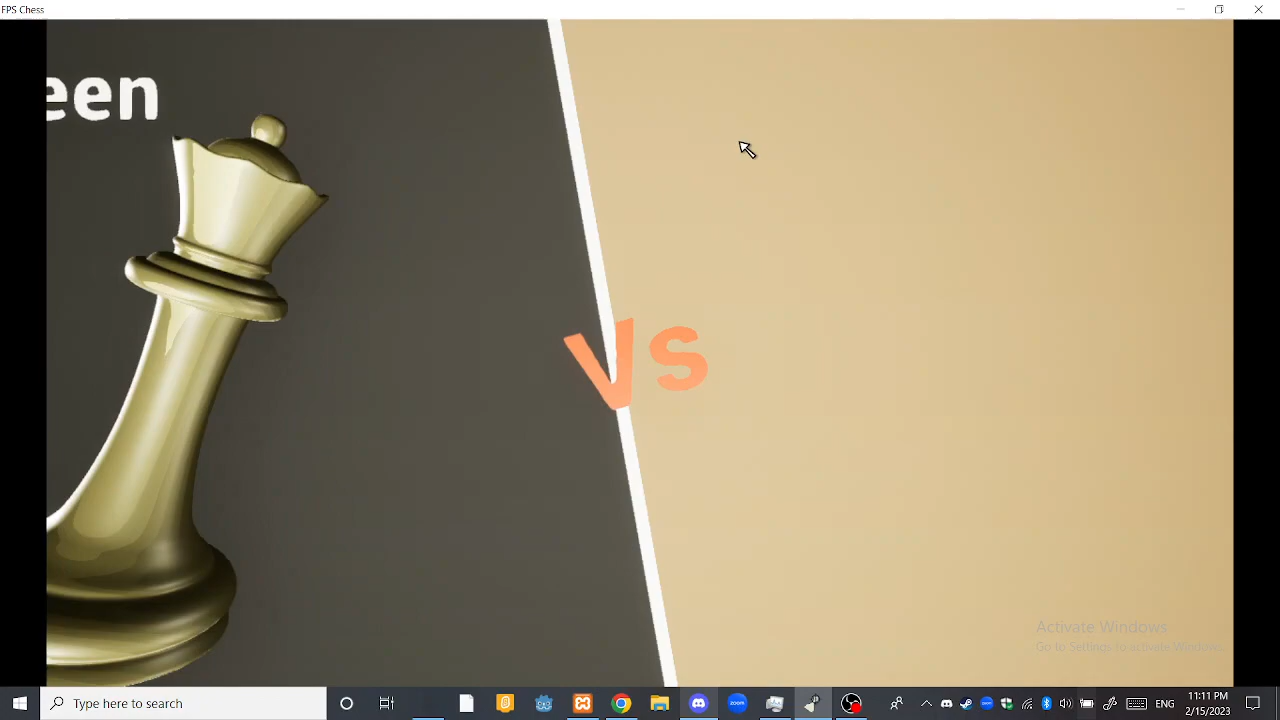 FPS Chess
een
vs
Activate Windows
Go to Settings to activate Windows.
Type here to search
zoom
ENG
11:11 PM
2/15/2023